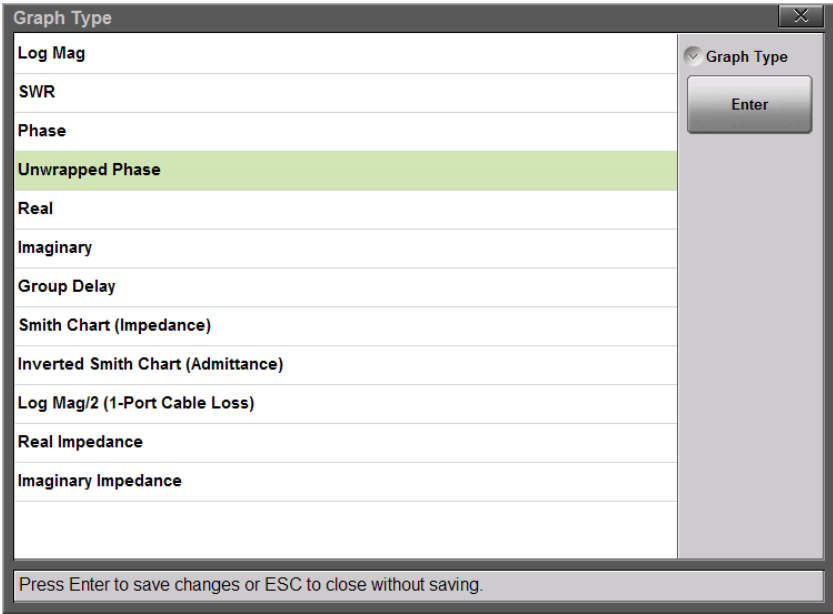 Graph Type
Log Mag
SWR
Phase
Unwrapped Phase
Real
Imaginary
Group Delay
Smith Chart (Impedance)
Inverted Smith Chart (Admittance)
Log Mag/2 (1-Port Cable Loss)
Real Impedance
Imaginary Impedance
Graph Type
Enter
Press Enter to save changes or ESC to close without saving.